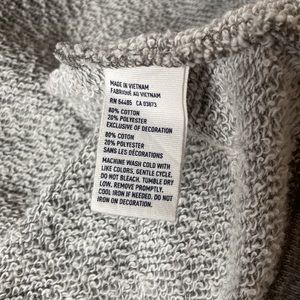 MADE IN VIETNAM
FABRIQUÉ AU VIETNAM
RN 54485 CA 03873
80% COTTON
20% POLYESTER
EXCLUSIVE OF DECORATION
80% COTON
20% POLYESTER
SANS LES DÉCORATIONS
MACHINE WASH COLD WITH
LIKE COLORS, GENTLE CYCLE.
DO NOT BLEACH. TUMBLE DRY
LOW. REMOVE PROMPTLY.
COOL IRON IF NEEDED. DO NOT
IRON ON DECORATION.